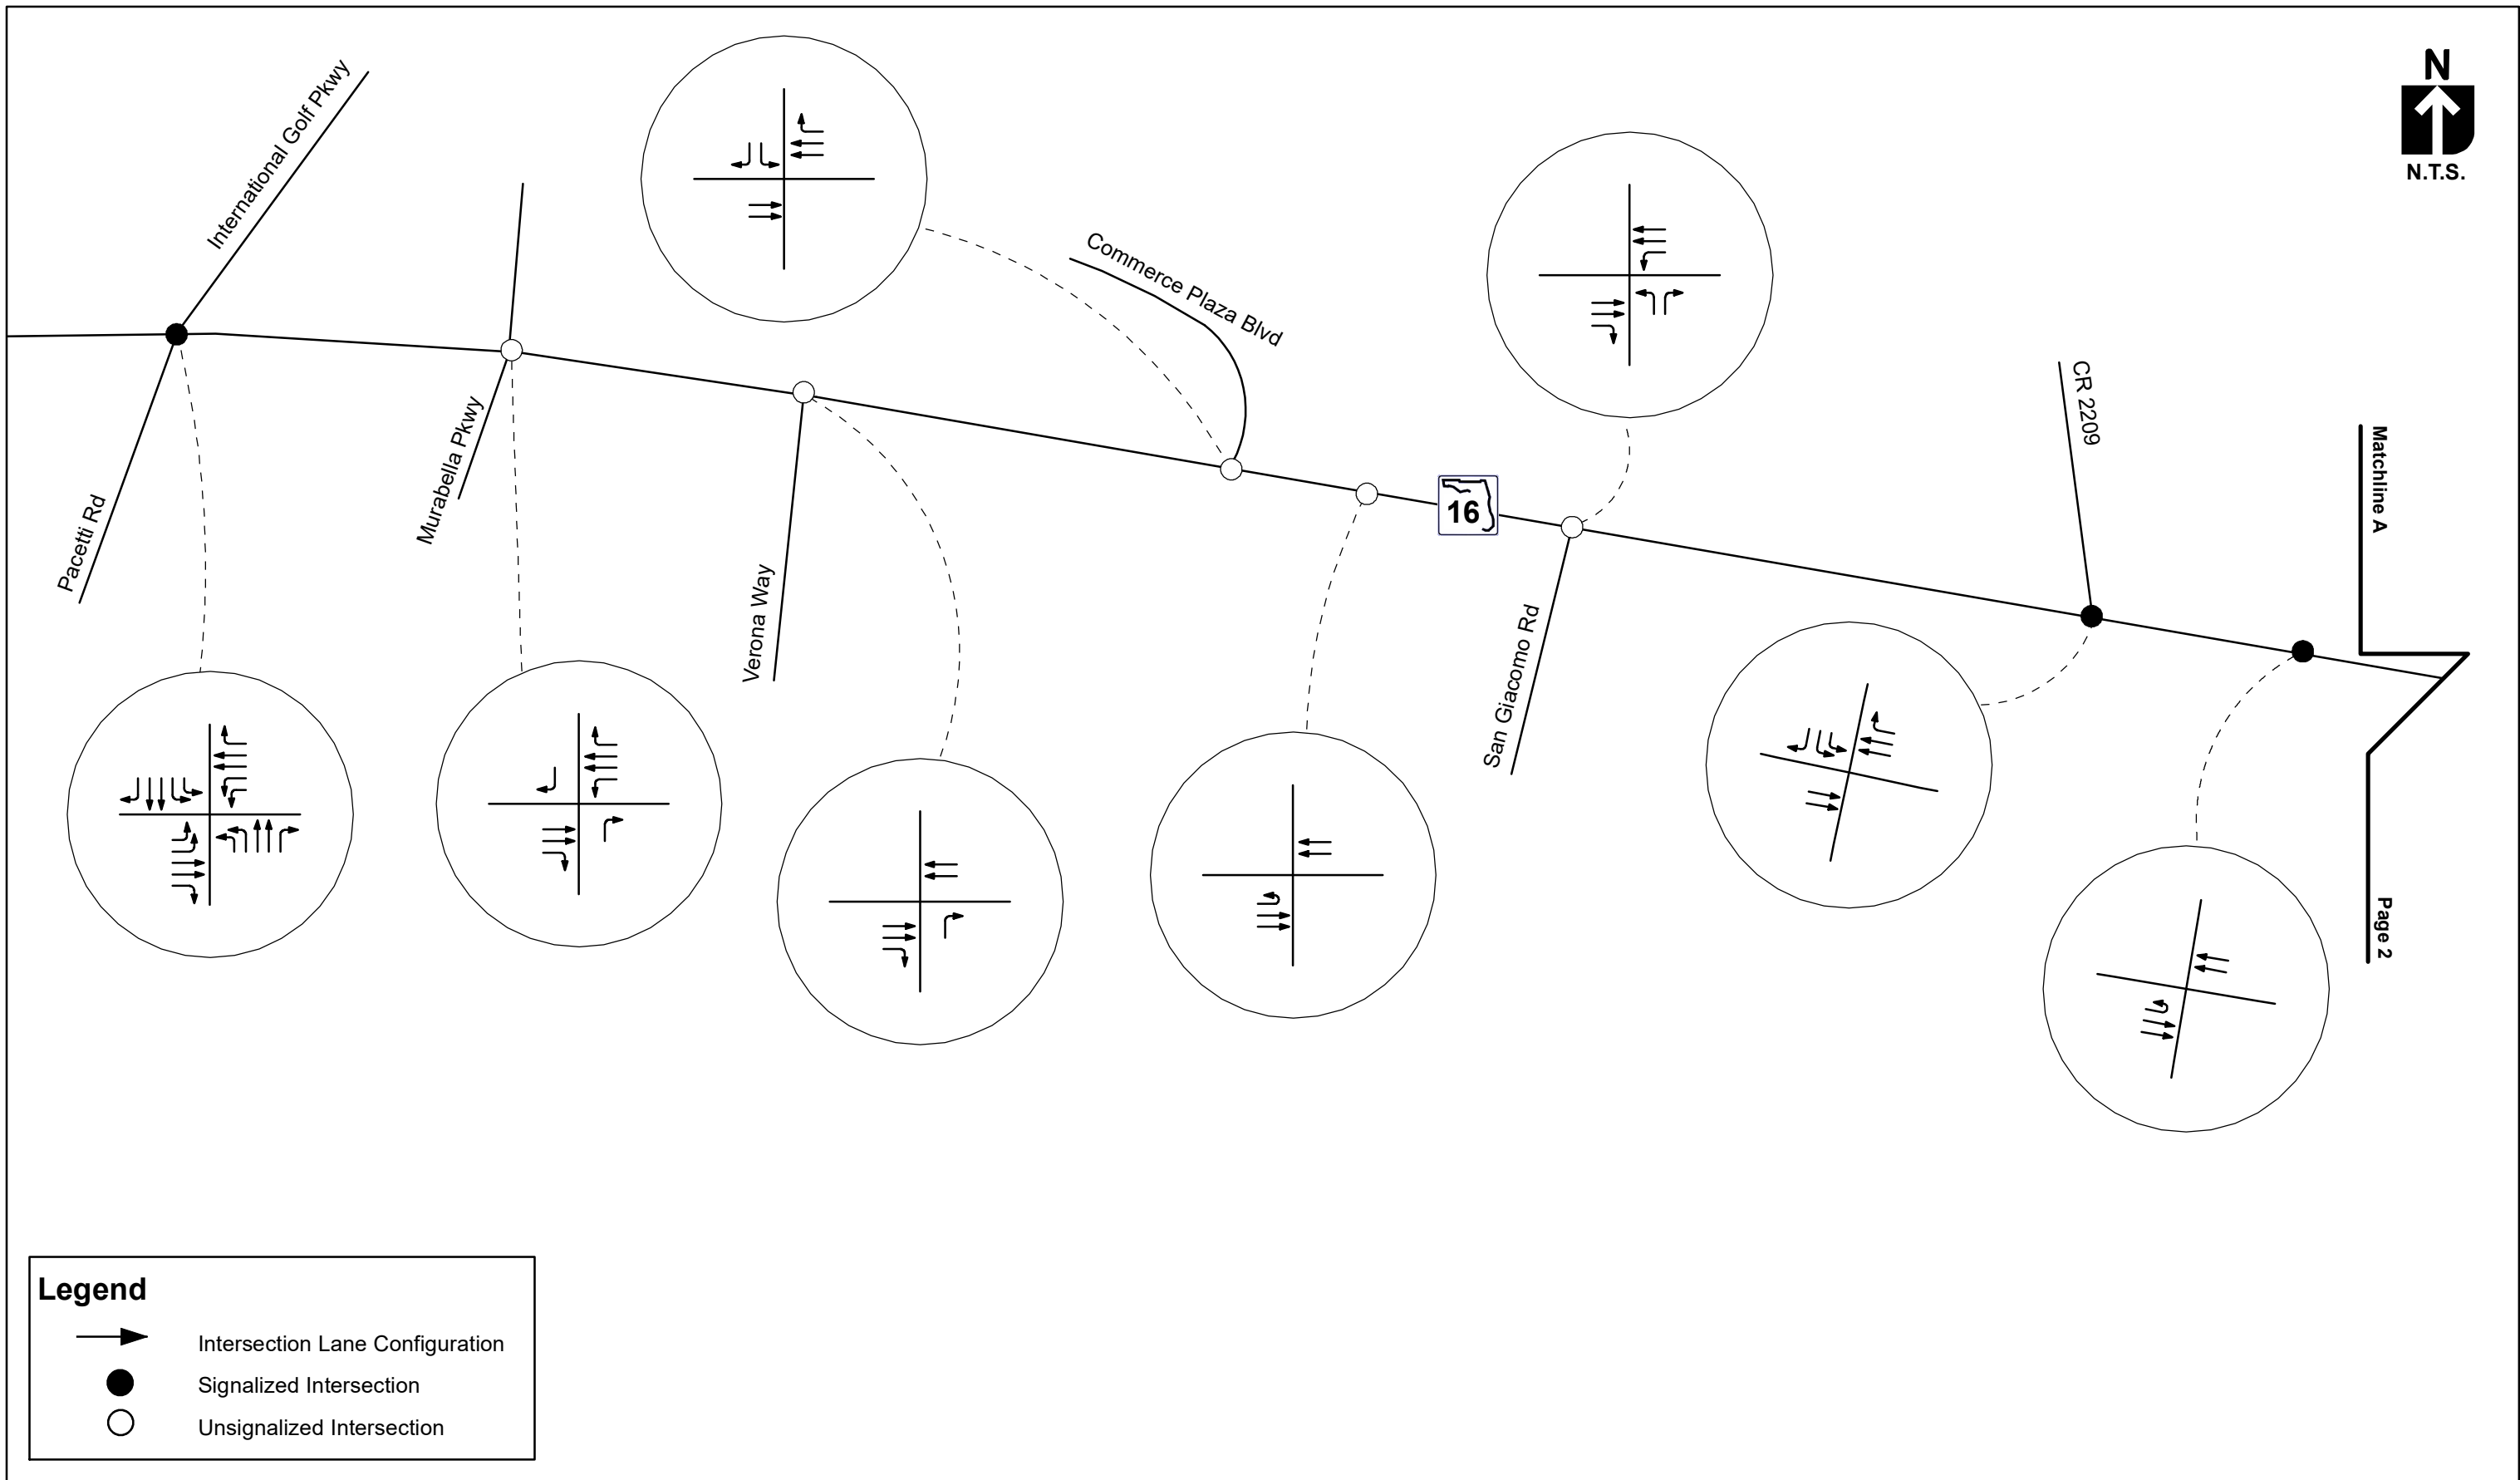 N
N.T.S.
International Golf Pkwy
Pacetti Rd
Murabella Pkwy
Verona Way
Commerce Plaza Blvd
16
San Giacomo Rd
CR 2209
Matchline A
Page 2
Legend
Intersection Lane Configuration
Signalized Intersection
Unsignalized Intersection